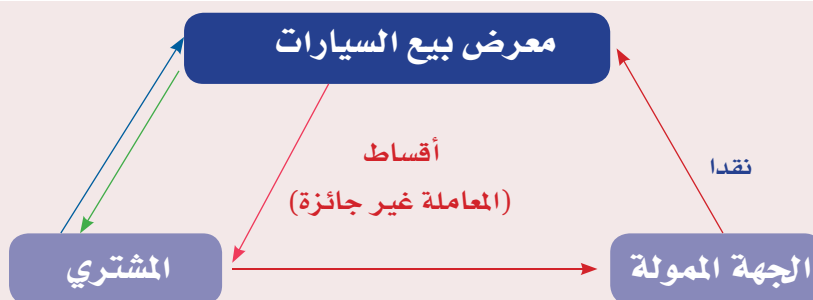 معرض بيع السيارات
أقساط
(المعاملة غير جائزة)
نقدا
المشتري
الجهة الممولة